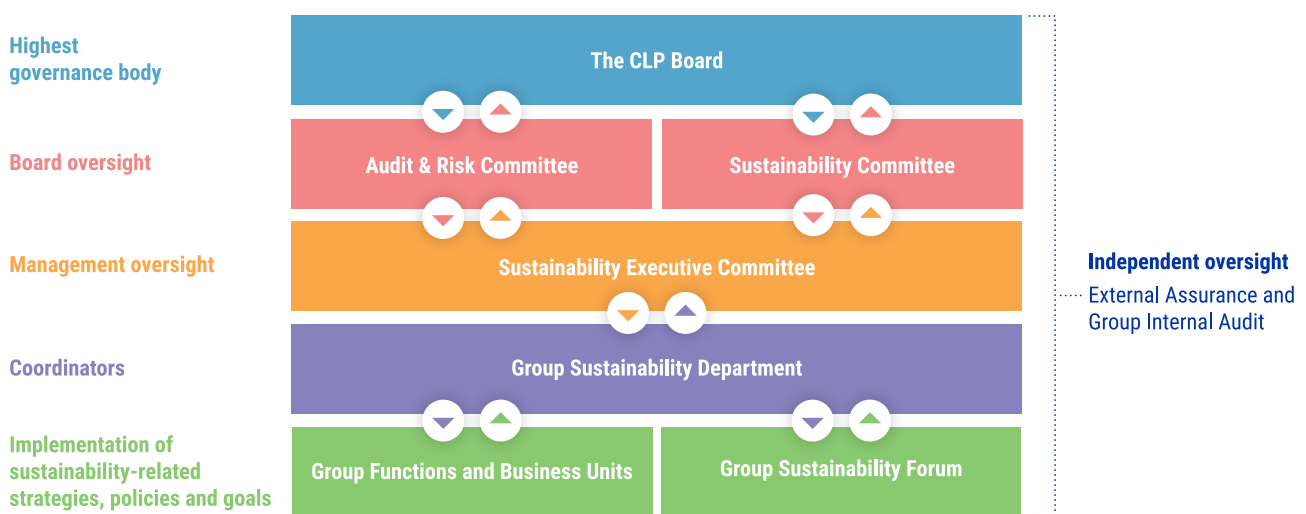 Highest
governance body
The CLP Board
Board oversight
Audit & Risk Committee
Sustainability Committee
Management oversight
Sustainability Executive Committee
Independent oversight
External Assurance and
Group Internal Audit
Coordinators
Group Sustainability Department
Implementation of
sustainability-related
strategies, policies and goals
Group Functions and Business Units
Group Sustainability Forum